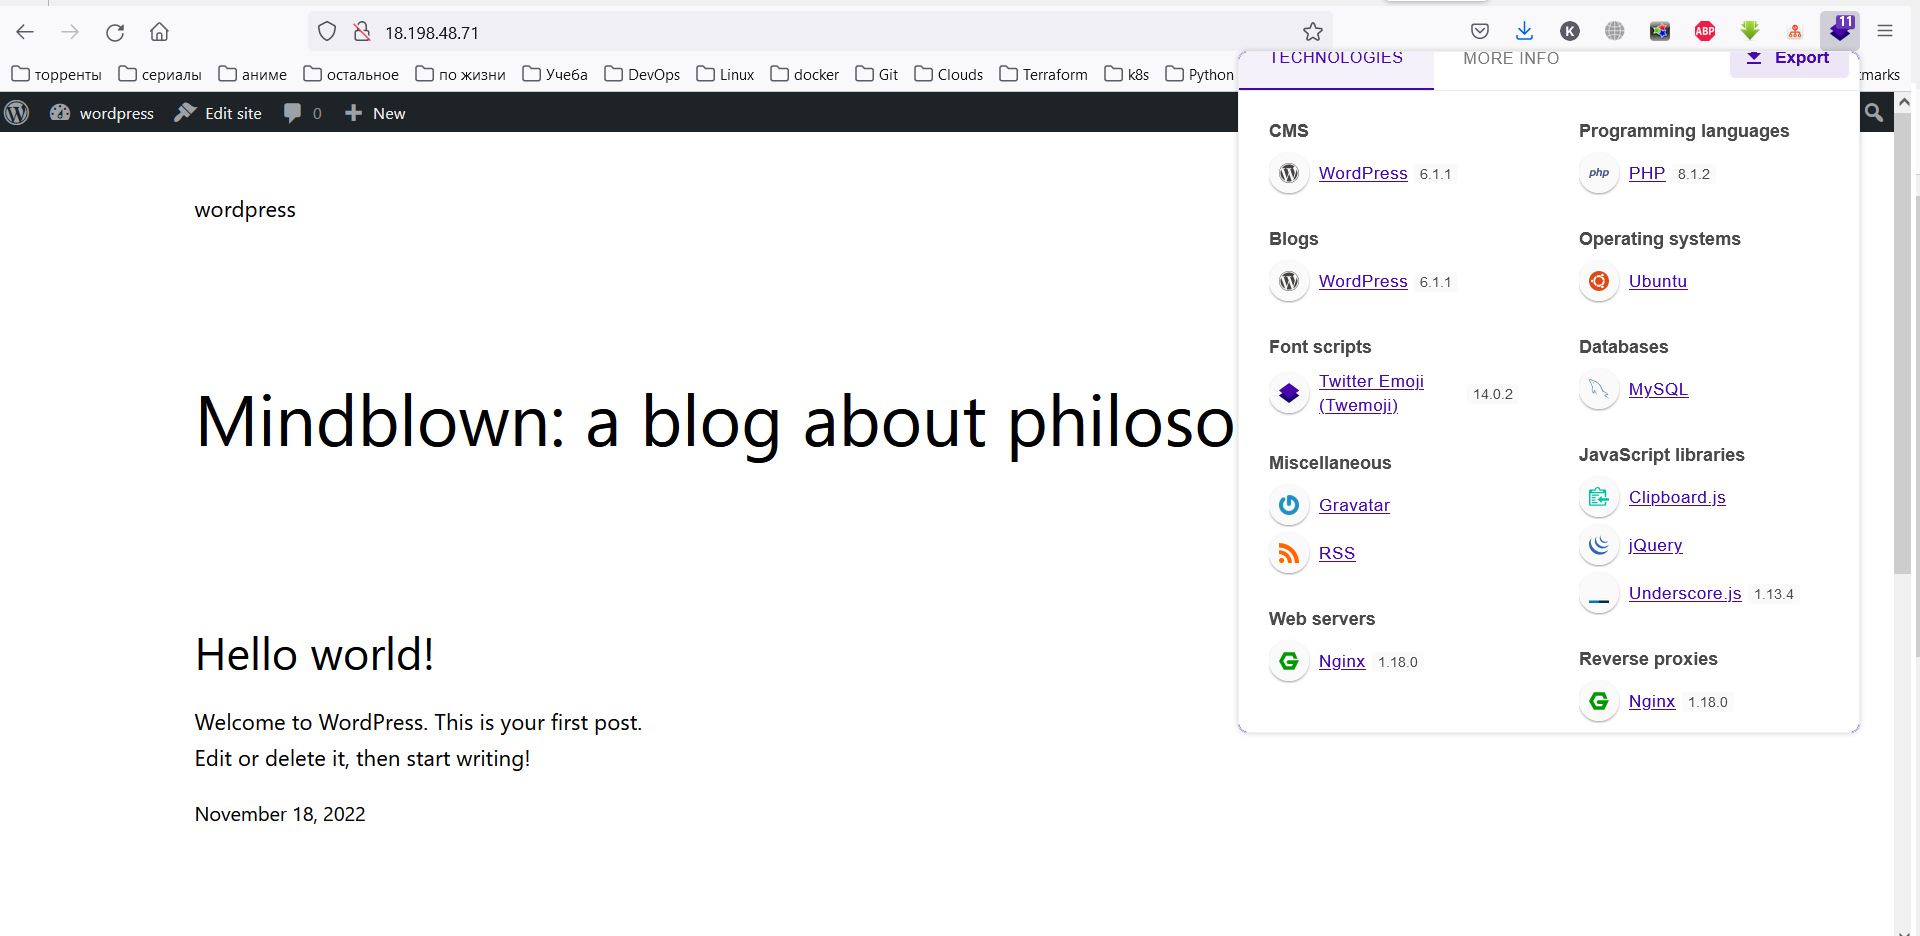 18.198.48.71
K
ABP
11
торренты
сериалы
аниме
остальное
по жизни
Учеба
DevOps
Linux
docker
Git
Clouds
Terraform
k8s
Python
wordpress
Edit site
0
New
wordpress
Mindblown: a blog about philoso
Hello world!
Welcome to WordPress. This is your first post.
Edit or delete it, then start writing!
November 18, 2022
TECHNOLOGIES
MORE INFO
Export
CMS
WordPress 6.1.1
Blogs
WordPress 6.1.1
Font scripts
Twitter Emoji
(Twemoji)
14.0.2
Miscellaneous
Gravatar
RSS
Web servers
Nginx 1.18.0
Programming languages
php
PHP 8.1.2
Operating systems
Ubuntu
Databases
MySQL
JavaScript libraries
Clipboard.js
jQuery
Underscore.js 1.13.4
Reverse proxies
Nginx 1.18.0